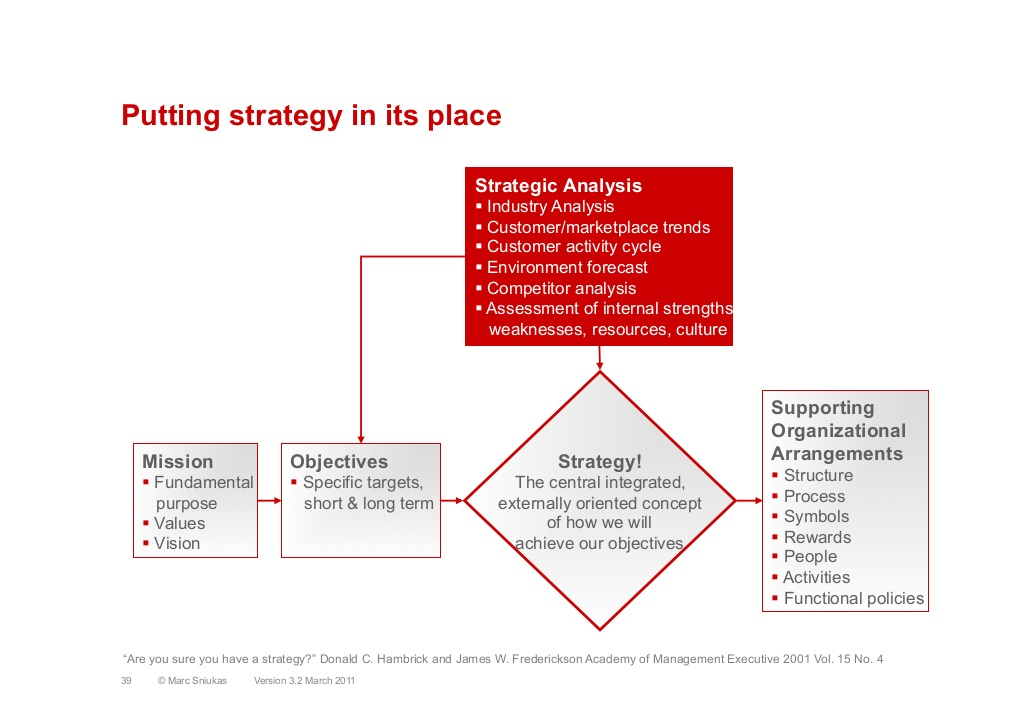 Putting strategy in its place
Strategic Analysis
▪ Industry Analysis
▪ Customer/marketplace trends
▪ Customer activity cycle
▪ Environment forecast
▪ Competitor analysis
▪ Assessment of internal strengths
weaknesses, resources, culture
Mission
▪ Fundamental
purpose
▪ Values
▪ Vision
Objectives
▪ Specific targets,
short & long term
Strategy!
The central integrated,
externally oriented concept
of how we will
achieve our objectives
Supporting
Organizational
Arrangements
▪ Structure
▪ Process
▪ Symbols
▪ Rewards
▪ People
▪ Activities
▪ Functional policies
“Are you sure you have a strategy?” Donald C. Hambrick and James W. Frederickson Academy of Management Executive 2001 Vol. 15 No. 4
39 © Marc Sniukas Version 3.2 March 2011